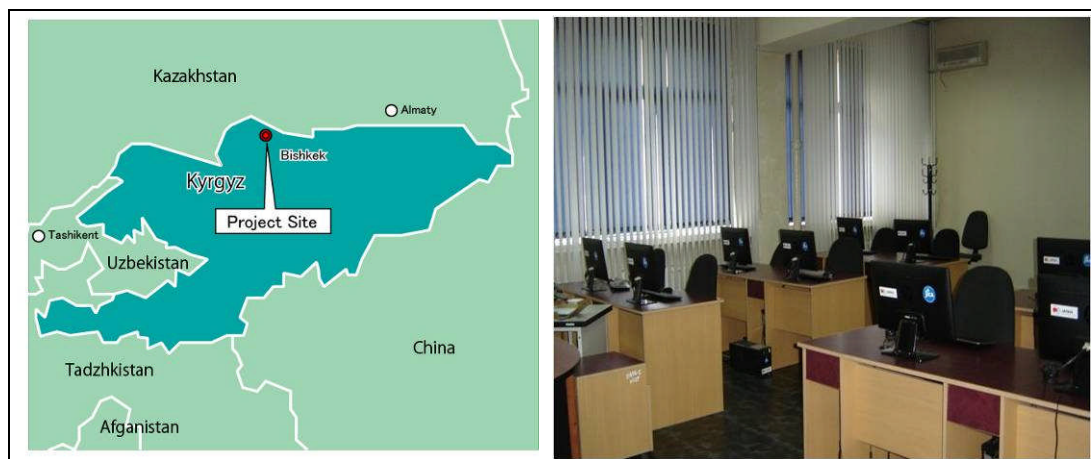 Kazakhstan
Almaty
Bishkek
Kyrgyz
Project Site
Tashikent
Uzbekistan
China
Tadzhkistan
Afganistan